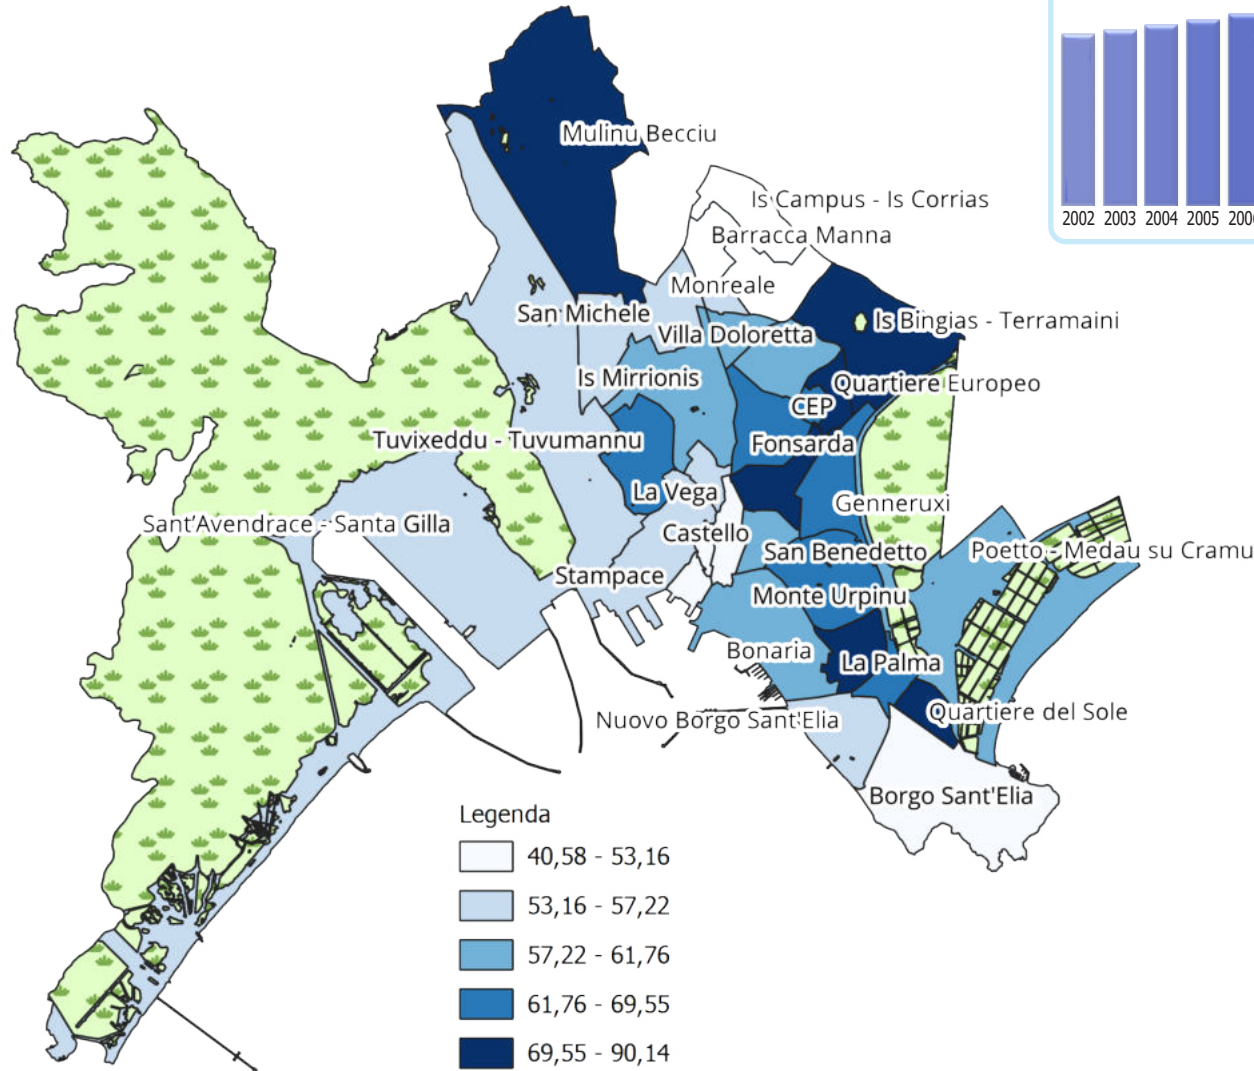 2002 2003 2004 2005
Mulinu Becciu
Is Campus - Is Corrias
Barracca Manna
Monreale
San Michele
Is Bingias - Terramaini
Villa Doloretta
Is Mirrionis
Quartiere Europeo
CEP
Tuvixeddu - Tuvumannu
Fonsarda
La Vega
Genneruxi
Sant'Avendrace - Santa Gilla
Castello
San Benedetto
Poetto - Medau su Cramu
Stampace
Monte Urpinu
Bonaria
La Palma
Nuovo Borgo Sant'Elia
Quartiere del Sole
Borgo Sant'Elia
Legenda
40,58 - 53,16
53,16 - 57,22
57,22 - 61,76
61,76 - 69,55
69,55 - 90,14